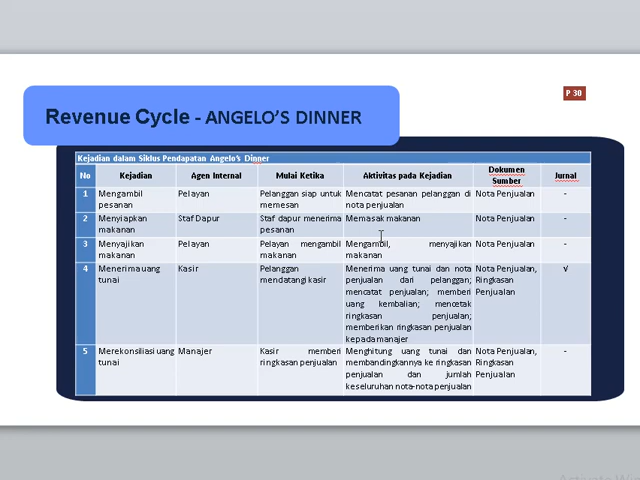 P 30
Revenue Cycle - ANGELO'S DINNER
Kejadian dalam Siklus Pendapatan Angelo's Dinner
No Kejadian Agen Internal Mulai Ketika Aktivitas pada Kejadian Dokumen Sumber Jurnal
1 Mengambil pesanan Pelayan Pelanggan siap untuk memesan Mencatat pesanan pelanggan di nota penjualan Nota Penjualan -
2 Menyiapkan makanan Staf Dapur Staf dapur menerima pesanan Memasak makanan Nota Penjualan -
3 Menyajikan makanan Pelayan Pelayan mengambil makanan Mengambil, menyajikan makanan Nota Penjualan -
4 Menerima uang tunai Kasir Pelanggan mendatangi kasir Menerima uang tunai dan nota penjualan dari pelanggan; mencatat penjualan; memberi uang kembalian; mencetak ringkasan penjualan; memberikan ringkasan penjualan kepada manajer Nota Penjualan, Ringkasan Penjualan √
5 Merekonsiliasi uang tunai Manajer Kasir memberi ringkasan penjualan Menghitung uang tunai dan membandingkannya ke ringkasan penjualan dan jumlah keseluruhan nota-nota penjualan Nota Penjualan, Ringkasan Penjualan -